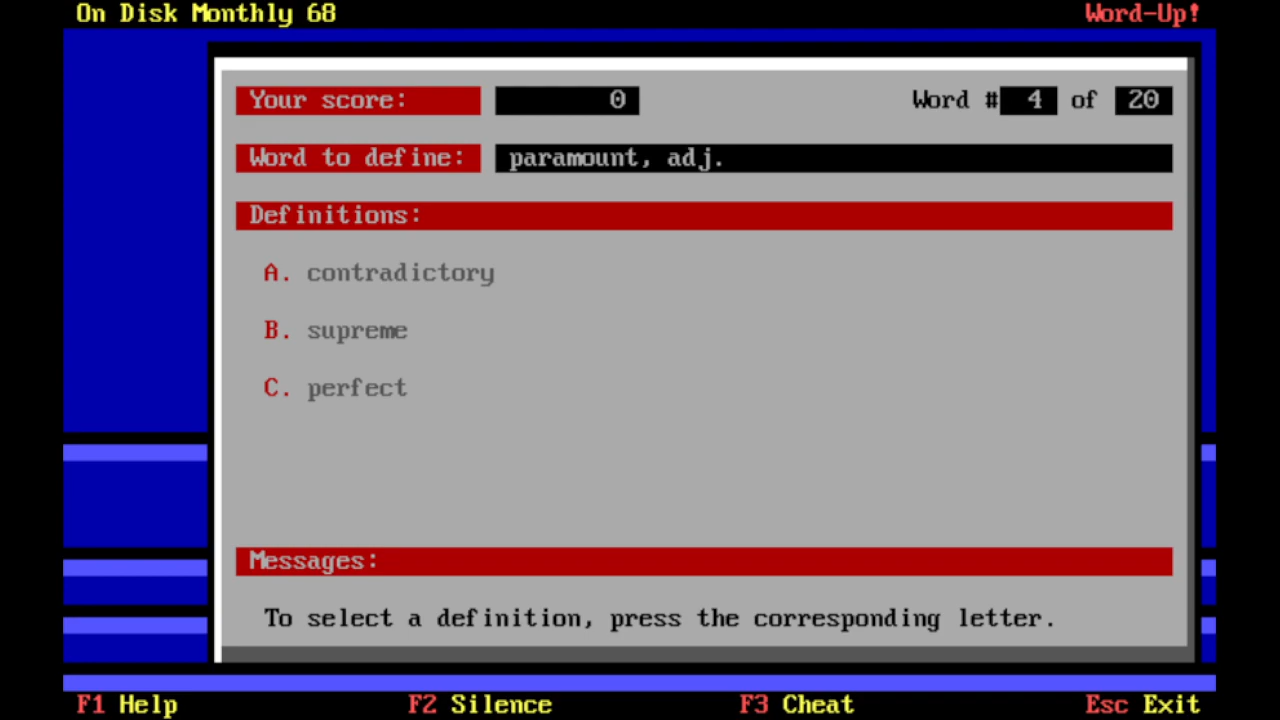 On Disk Monthly 68 Word-Up!
Your score: 0 Word # 4 of 20
Word to define: paramount, adj.
Definitions:
A. contradictory
B. supreme
C. perfect
Messages:
To select a definition, press the corresponding letter.
F1 Help F2 Silence F3 Cheat Esc Exit